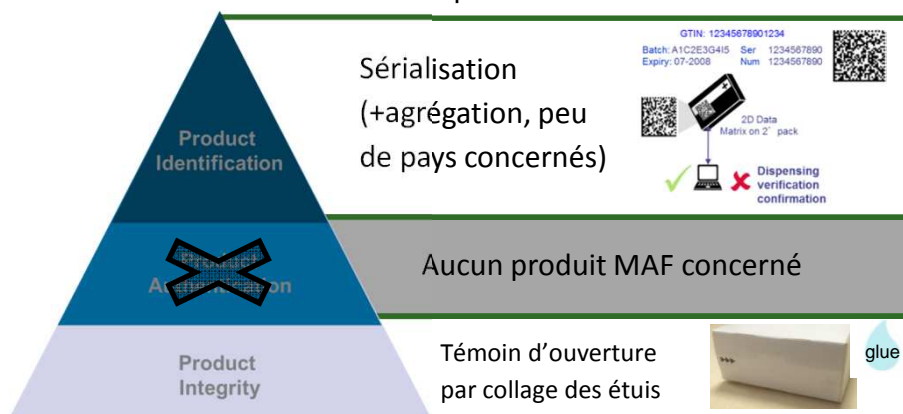 GTIN: 12345678901234
Batch: A1C2E3G4I5 Ser 1234567890
Expiry: 07-2008 Num 1234567890
Sérialisation
(+agrégation, peu
de pays concernés)
2D Data
Matrix on 2˚ pack
Dispensing
verification
confirmation
Product
Identification
Aucun produit MAF concerné
Product
Integrity
Témoin d’ouverture
par collage des étuis
glue